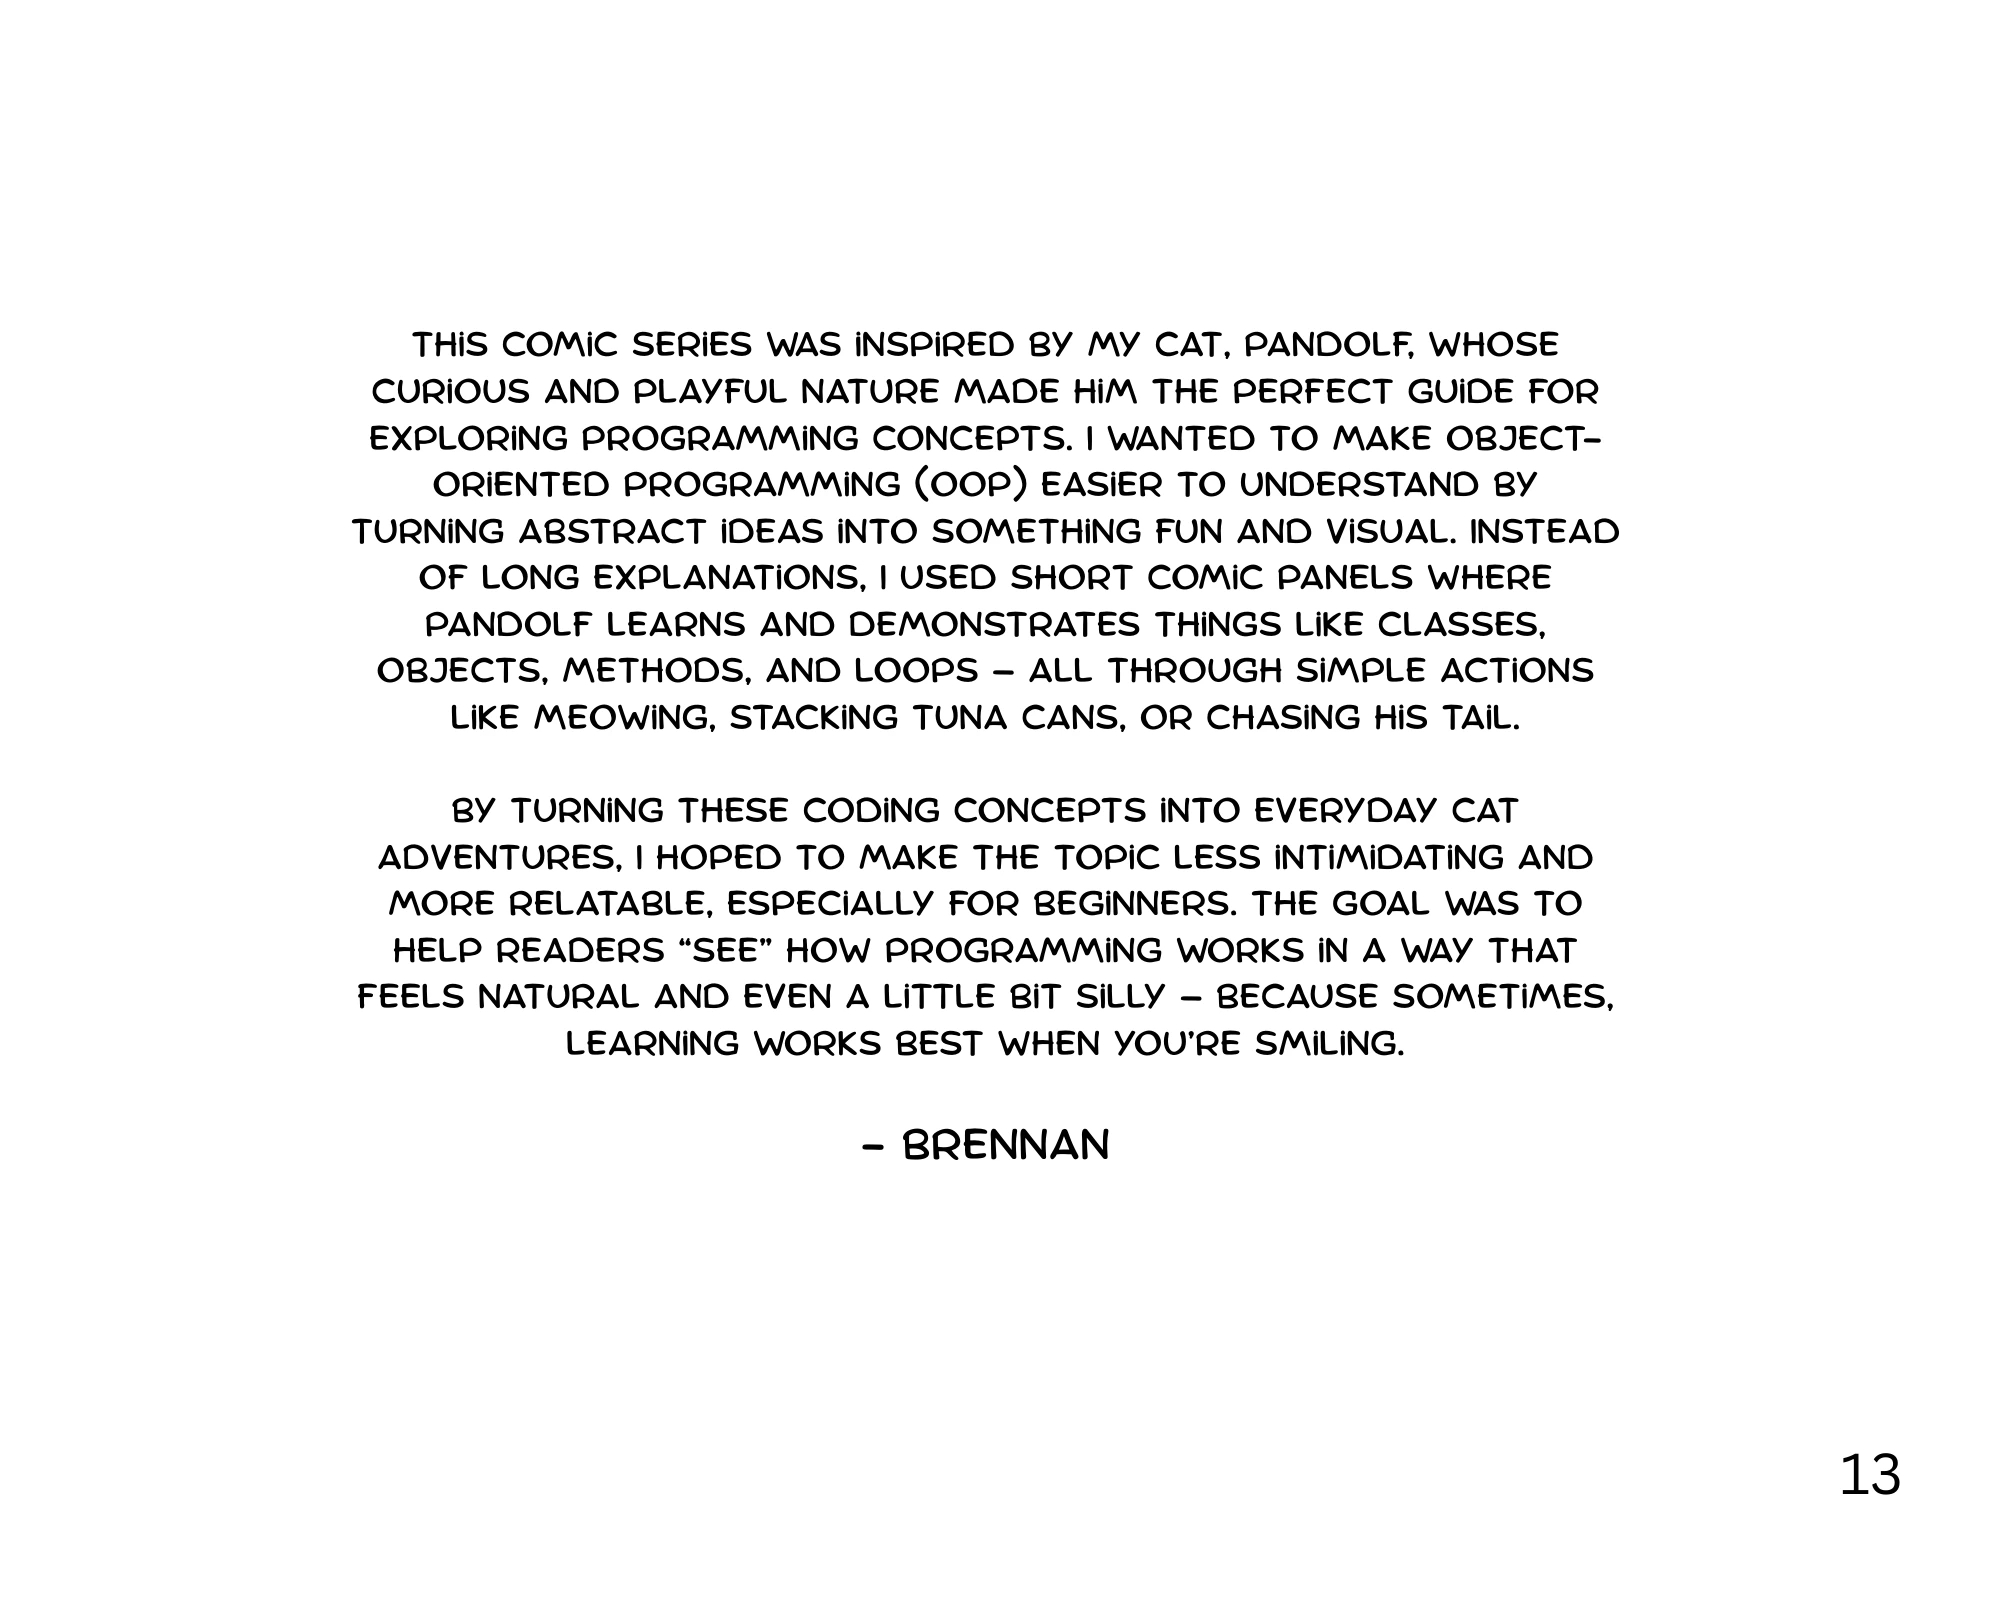 THIS COMIC SERIES WAS INSPIRED BY MY CAT, PANDOLF, WHOSE
CURIOUS AND PLAYFUL NATURE MADE HIM THE PERFECT GUIDE FOR
EXPLORING PROGRAMMING CONCEPTS. I WANTED TO MAKE OBJECT-
ORIENTED PROGRAMMING (OOP) EASIER TO UNDERSTAND BY
TURNING ABSTRACT IDEAS INTO SOMETHING FUN AND VISUAL. INSTEAD
OF LONG EXPLANATIONS, I USED SHORT COMIC PANELS WHERE
PANDOLF LEARNS AND DEMONSTRATES THINGS LIKE CLASSES,
OBJECTS, METHODS, AND LOOPS – ALL THROUGH SIMPLE ACTIONS
LIKE MEOWING, STACKING TUNA CANS, OR CHASING HIS TAIL.
BY TURNING THESE CODING CONCEPTS INTO EVERYDAY CAT
ADVENTURES, I HOPED TO MAKE THE TOPIC LESS INTIMIDATING AND
MORE RELATABLE, ESPECIALLY FOR BEGINNERS. THE GOAL WAS TO
HELP READERS “SEE” HOW PROGRAMMING WORKS IN A WAY THAT
FEELS NATURAL AND EVEN A LITTLE BIT SILLY – BECAUSE SOMETIMES,
LEARNING WORKS BEST WHEN YOU’RE SMILING.
– BRENNAN
13